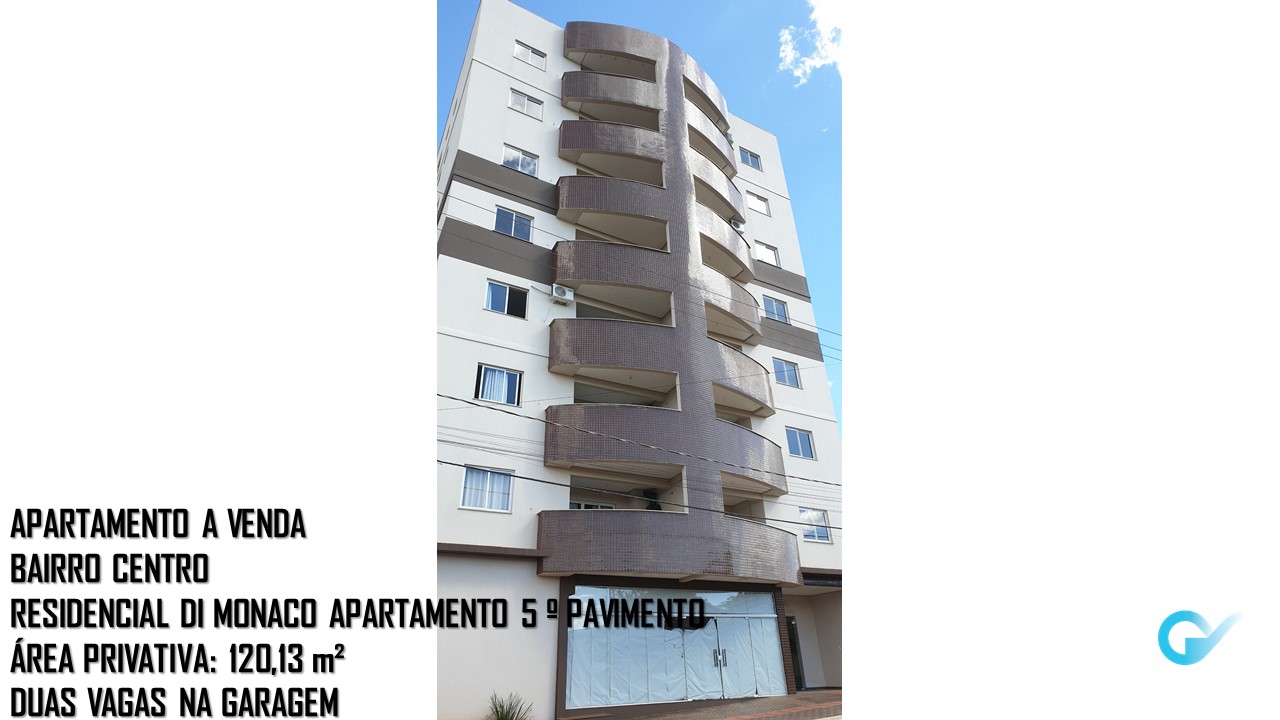 APARTAMENTO A VENDA
BAIRRO CENTRO
RESIDENCIAL DI MONACO APARTAMENTO 5 º PAVIMENTO
ÁREA PRIVATIVA: 120,13 m²
DUAS VAGAS NA GARAGEM